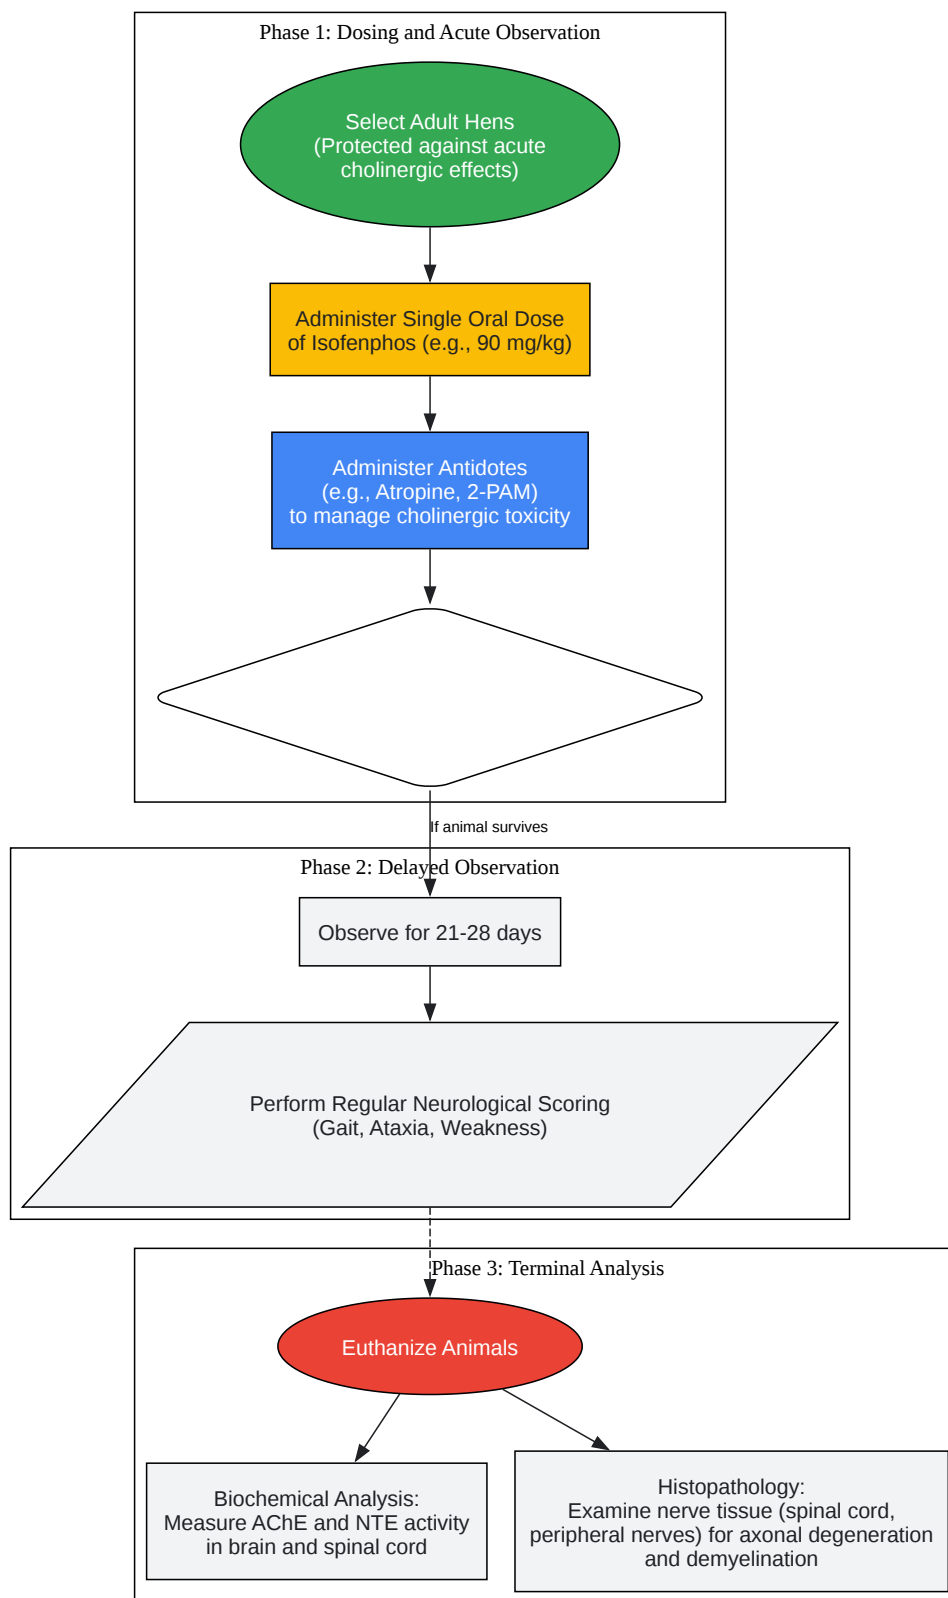 Phase 1: Dosing and Acute Observation
Select Adult Hens
(Protected against acute
cholinergic effects)
Administer Single Oral Dose
of Isofenphos (e.g., 90 mg/kg)
Administer Antidotes
(e.g., Atropine, 2-PAM)
to manage cholinergic toxicity
If animal survives
Phase 2: Delayed Observation
Observe for 21-28 days
Perform Regular Neurological Scoring
(Gait, Ataxia, Weakness)
Phase 3: Terminal Analysis
Euthanize Animals
Biochemical Analysis:
Measure AChE and NTE activity
in brain and spinal cord
Histopathology:
Examine nerve tissue (spinal cord,
peripheral nerves) for axonal degeneration
and demyelination